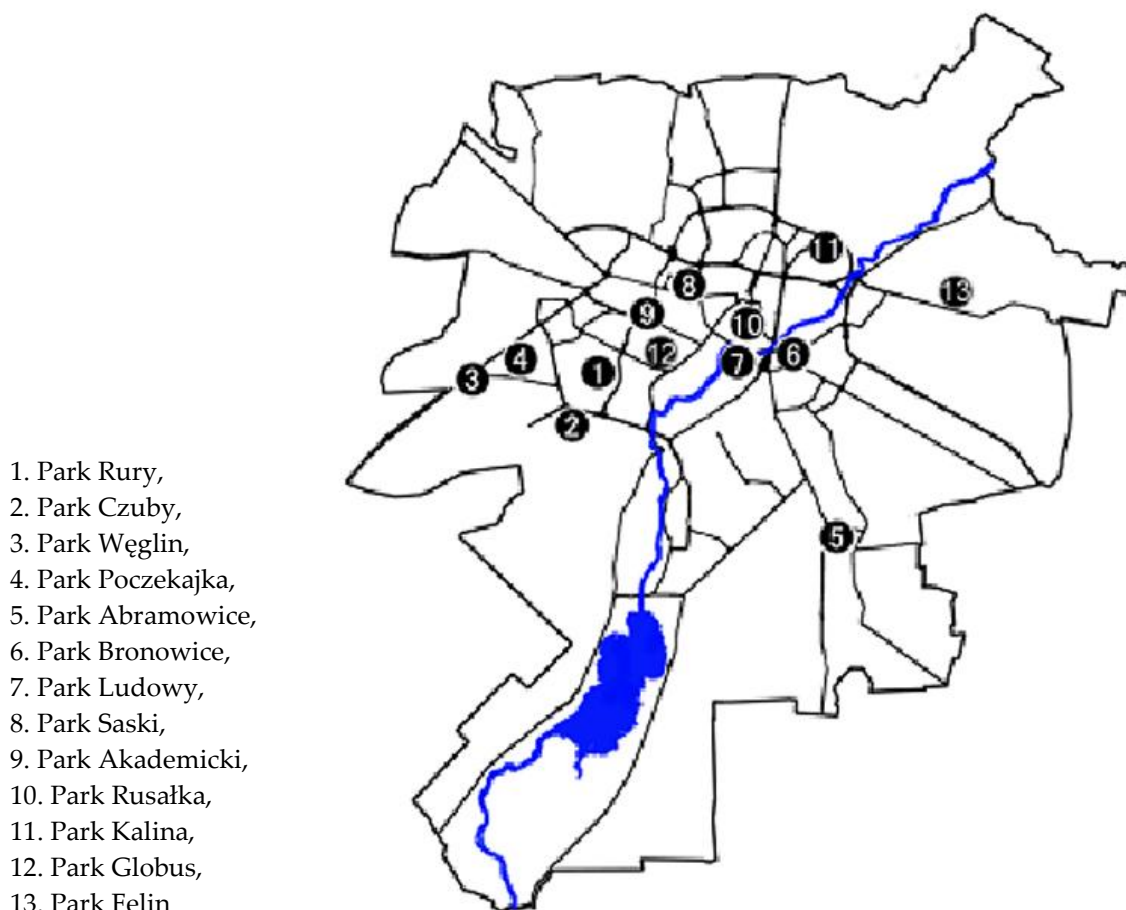 1. Park Rury,
2. Park Czuby,
3. Park Węglin,
4. Park Poczekajka,
5. Park Abramowice,
6. Park Bronowice,
7. Park Ludowy,
8. Park Saski,
9. Park Akademicki,
10. Park Rusałka,
11. Park Kalina,
12. Park Globus,
13. Park Felin
11
8
13
9
10
12
7
6
4
1
3
2
5